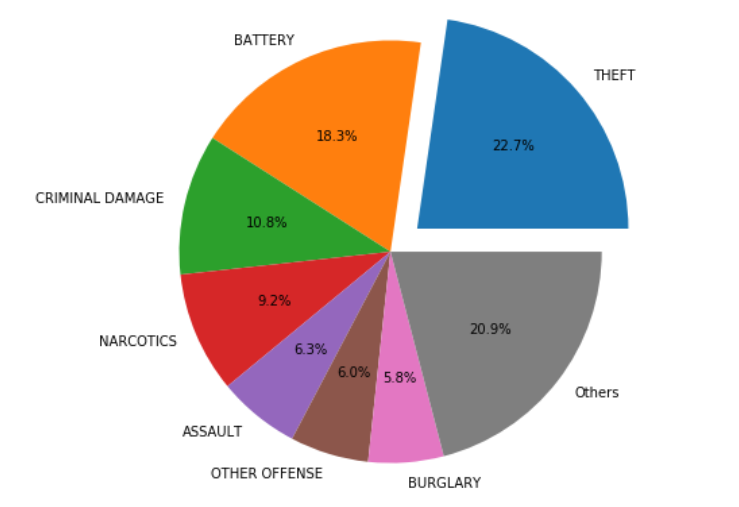 BATTERY
THEFT
18.3%
22.7%
CRIMINAL DAMAGE
10.8%
9.2%
20.9%
NARCOTICS
6.3%
6.0%
5.8%
Others
ASSAULT
OTHER OFFENSE
BURGLARY